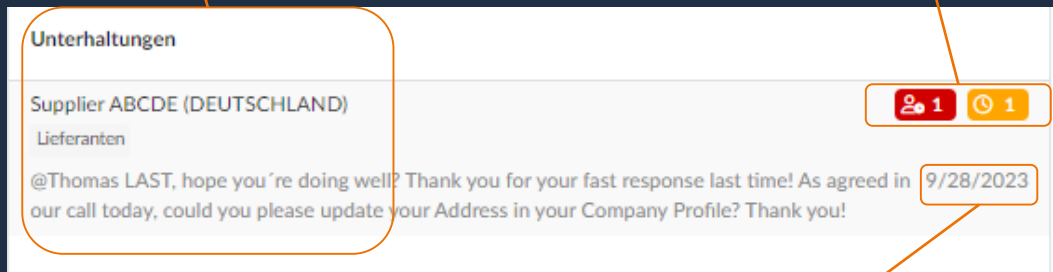 Unterhaltungen
Supplier ABCDE (DEUTSCHLAND)
1 1
Lieferanten
@Thomas LAST, hope you´re doing well? Thank you for your fast response last time! As agreed in 9/28/2023
our call today, could you please update your Address in your Company Profile? Thank you!